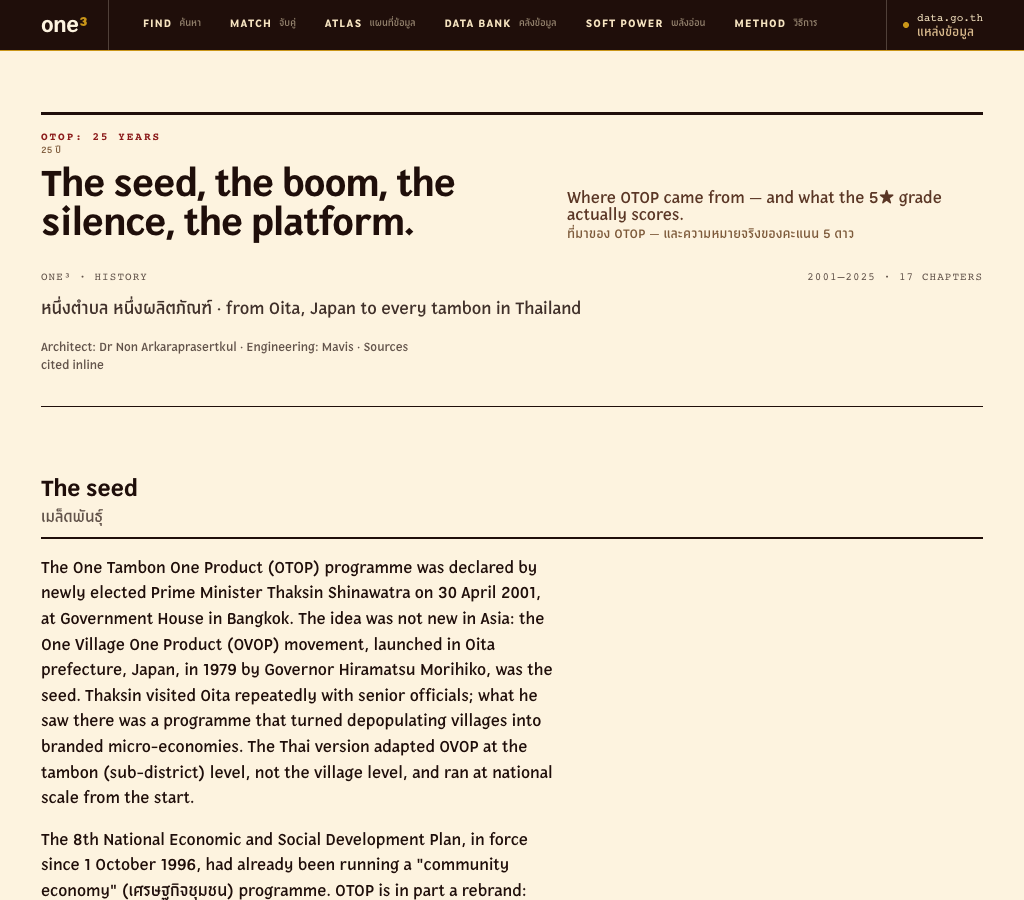 one³
FIND ค้นหา MATCH จับคู่ ATLAS แผนที่ข้อมูล DATA BANK คลังข้อมูล SOFT POWER พลังอ่อน METHOD วิธีการ
data.go.th
แหล่งข้อมูล
OTOP: 25 YEARS
25 ปี
The seed, the boom, the
silence, the platform.
Where OTOP came from — and what the 5★ grade
actually scores.
ที่มาของ OTOP — และความหมายจริงของคะแนน 5 ดาว
ONE³ · HISTORY
2001—2025 · 17 CHAPTERS
หนึ่งตำบล หนึ่งผลิตภัณฑ์ · from Oita, Japan to every tambon in Thailand
Architect: Dr Non Arkaraprasertkul · Engineering: Mavis · Sources
cited inline
The seed
เมล็ดพันธุ์
The One Tambon One Product (OTOP) programme was declared by
newly elected Prime Minister Thaksin Shinawatra on 30 April 2001,
at Government House in Bangkok. The idea was not new in Asia: the
One Village One Product (OVOP) movement, launched in Oita
prefecture, Japan, in 1979 by Governor Hiramatsu Morihiko, was the
seed. Thaksin visited Oita repeatedly with senior officials; what he
saw there was a programme that turned depopulating villages into
branded micro-economies. The Thai version adapted OVOP at the
tambon (sub-district) level, not the village level, and ran at national
scale from the start.
The 8th National Economic and Social Development Plan, in force
since 1 October 1996, had already been running a "community
economy" (เศรษฐกิจชุมชน) programme. OTOP is in part a rebrand: